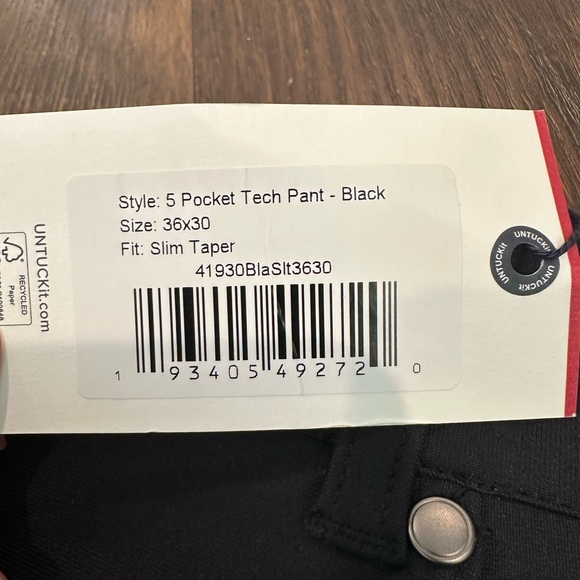 Style: 5 Pocket Tech Pant - Black
Size: 36x30
Fit: Slim Taper
41930BlaSlt3630
1 93405 49272 0
UNTUCKit.com
RECYCLED
Paper
UNTUCKit
UNTUCKit